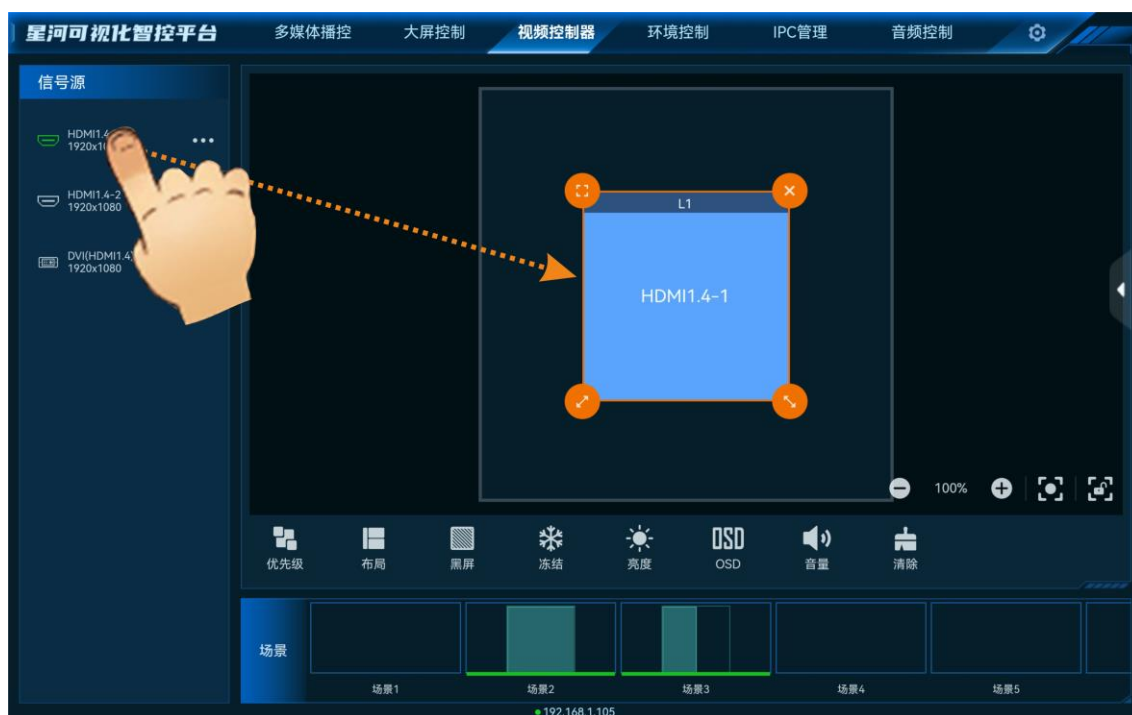 星河可视化智控平台
多媒体播控
大屏控制
视频控制器
环境控制
IPC管理
音频控制
信号源
HDMI1.4
HDMI1.4-2
1920x1080
DVI(HDMI1.4)
1920x1080
L1
HDMI1.4-1
100%
优先级
布局
黑屏
冻结
亮度
OSD
OSD
音量
清除
场景
场景1
场景2
场景3
场景4
场景5
192.168.1.105